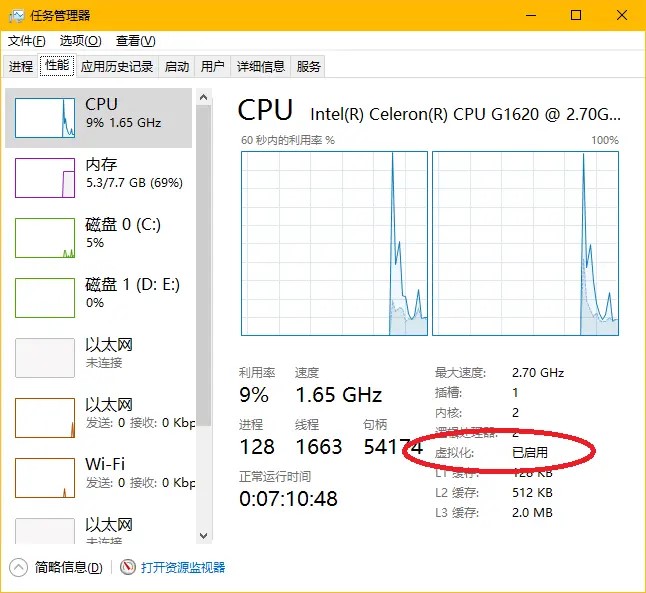 任务管理器
文件(F) 选项(O) 查看(V)
进程 性能 应用历史记录 启动 用户 详细信息 服务
CPU
9% 1.65 GHz
内存
5.3/7.7 GB (69%)
磁盘 0 (C:)
5%
磁盘 1 (D: E:)
0%
以太网
未连接
以太网
发送: 0 接收: 0 Kbp
Wi-Fi
发送: 0 接收: 0 Kbp
以太网
未连接
CPU Intel(R) Celeron(R) CPU G1620 @ 2.70G...
60 秒内的利用率 % 100%
利用率 速度
9% 1.65 GHz
进程 线程 句柄
128 1663 54174
正常运行时间
0:07:10:48
最大速度: 2.70 GHz
插槽: 1
内核: 2
逻辑处理器: 2
虚拟化: 已启用
L1 缓存: 128 KB
L2 缓存: 512 KB
L3 缓存: 2.0 MB
简略信息(D) 打开资源监视器